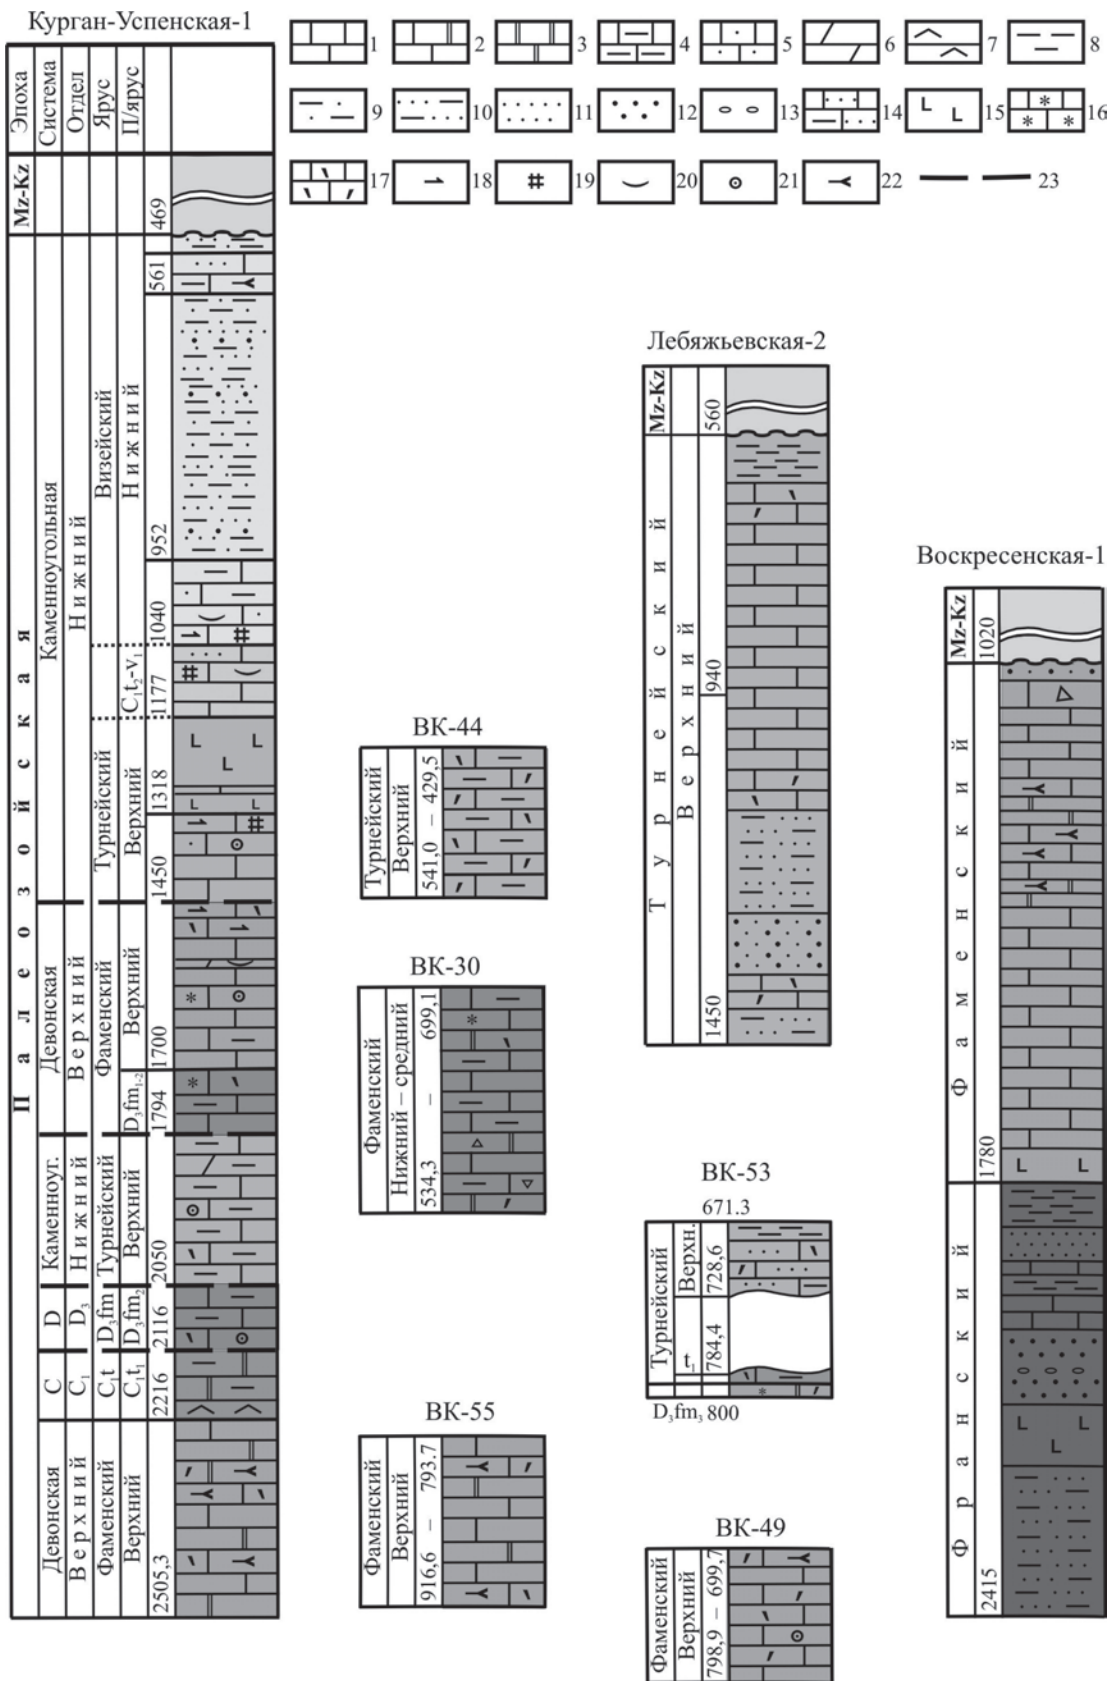 Курган-Успенская-1
1
2
3
4
5
6
7
8
9
10
11
12
13
14
15
16
17
18
19
20
21
22
23
Эпоха
Система
Отдел
Ярус
П/ярус
Mz-Kz
469
Палеозойская
Каменноугольная
Нижний
Визейский
Нижний
561
952
1040
C₁t₂-v₁
1177
Турнейский
Верхний
1318
1450
Девонская
Верхний
Фаменский
Верхний
1700
D₃fm₁₋₂
1794
Каменноуг.
Нижний
Турнейский
Верхний
2050
D
D₃
D₃fm
D₃fm₂
2116
C
C₁
C₁t
C₁t₁
2216
Девонская
Верхний
Фаменский
Верхний
2505,3
L L
L
L L
ВК-44
Турнейский
Верхний
541,0 – 429,5
ВК-30
Фаменский
Нижний – средний
534,3 – 699,1
ВК-55
Фаменский
Верхний
916,6 – 793.7
Лебяжьевская-2
Mz-Kz
560
Турнейский
Верхний
940
1450
ВК-53
671.3
Турнейский
Верхн.
728,6
t₁
784,4
D₃fm₃ 800
ВК-49
Фаменский
Верхний
798,9 – 699,7
Воскресенская-1
Mz-Kz
1020
Фаменский
1780
L L
Франский
2415
L L
L